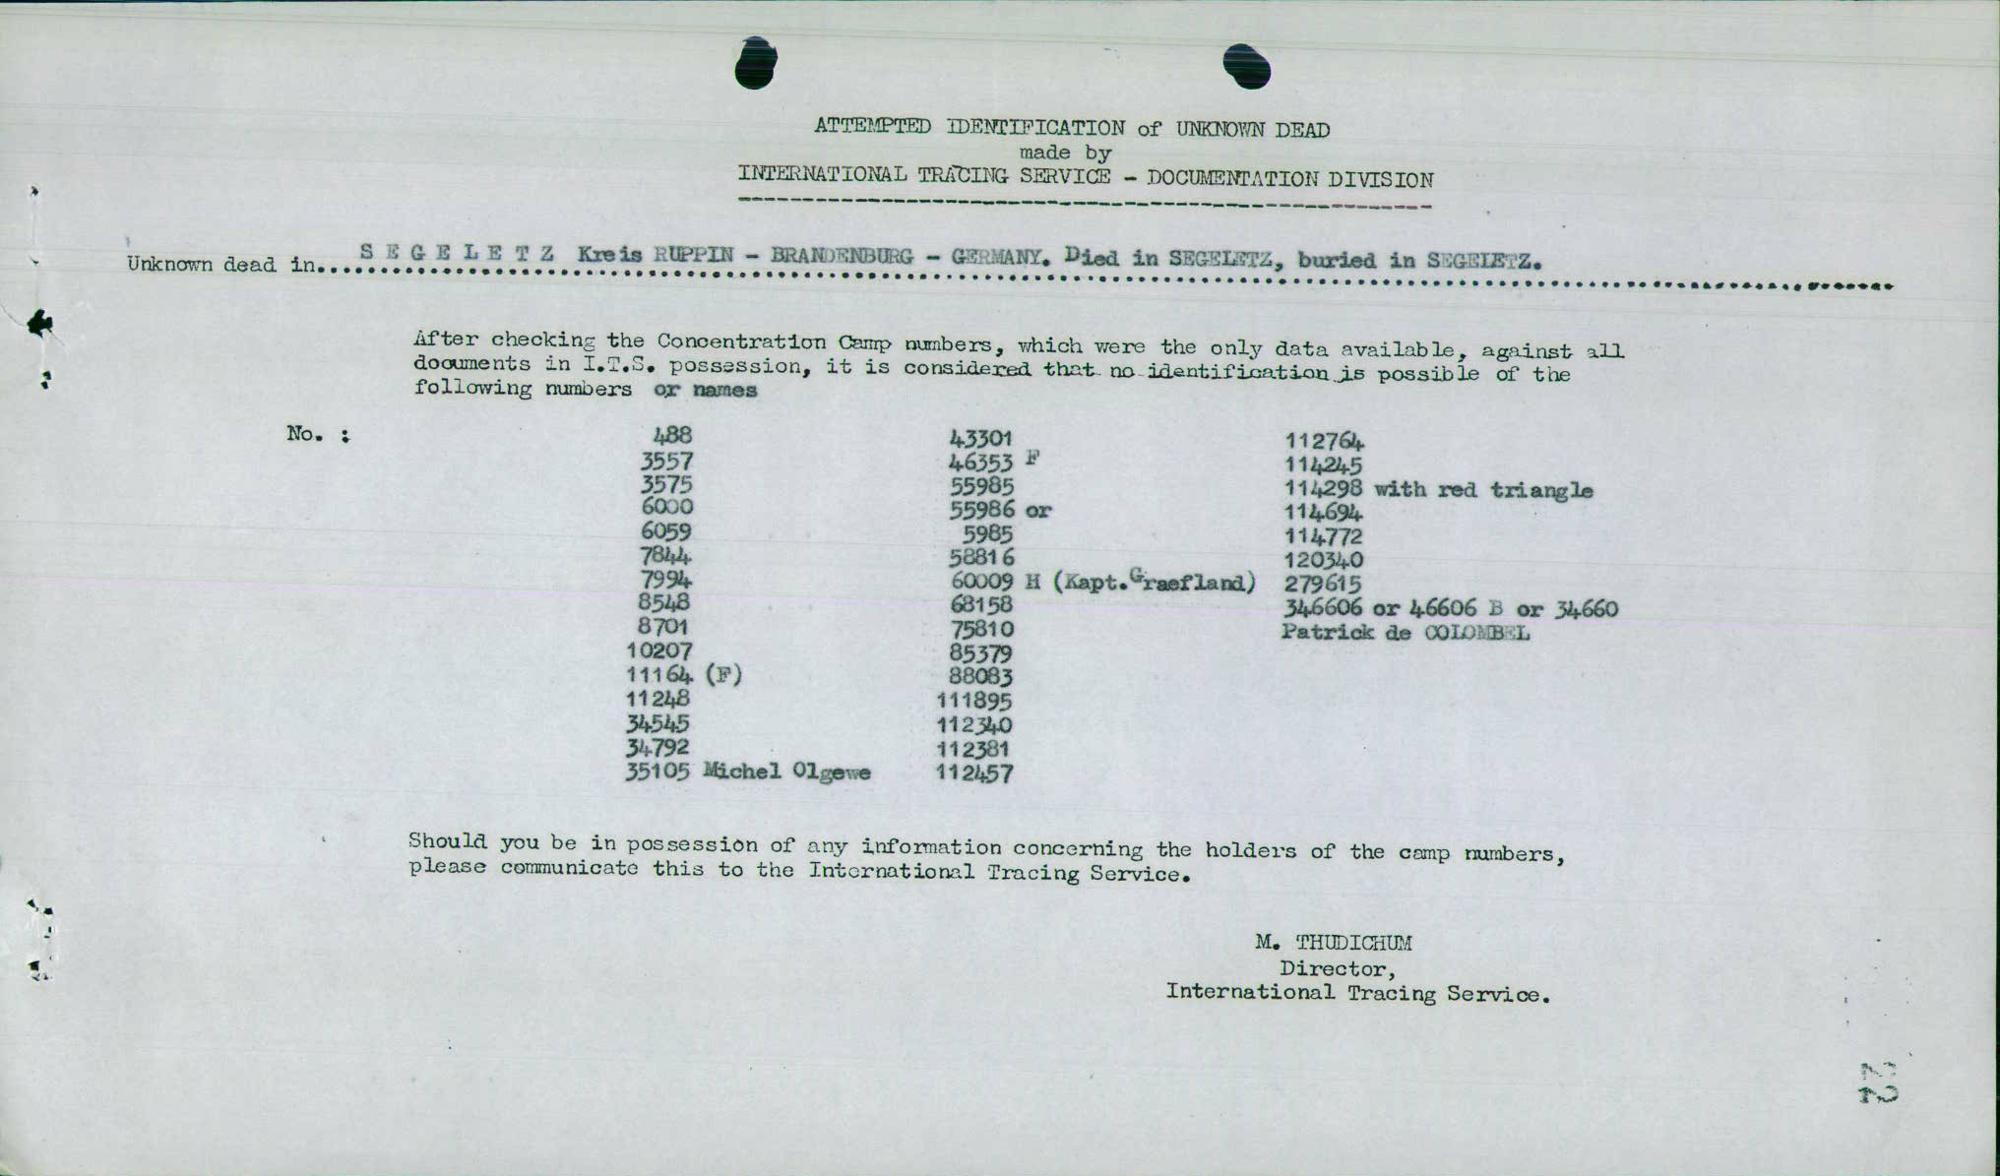 ATTEMPTED IDENTIFICATION of UNKNOWN DEAD
made by
INTERNATIONAL TRACING SERVICE - DOCUMENTATION DIVISION
Unknown dead in... S E G E L E T Z Kreis RUPPIN - BRANDENBURG - GERMANY. Died in SEGELETZ, buried in SEGELETZ.
After checking the Concentration Camp numbers, which were the only data available, against all
documents in I.T.S. possession, it is considered that no identification is possible of the
following numbers or names
No. :
488
3557
3575
6000
6059
7844
7994
8548
8701
10207
11164 (F)
11248
34545
34792
35105 Michel Olgewe
43301
46353 F
55985
55986 or
5985
58816
60009 H (Kapt.Graefland)
68158
75810
85379
88083
111895
112340
112381
112457
112764
114245
114298 with red triangle
114694
114772
120340
279615
346606 or 46606 B or 34660
Patrick de COLOMBEL
Should you be in possession of any information concerning the holders of the camp numbers,
please communicate this to the International Tracing Service.
M. THUDICHUM
Director,
International Tracing Service.